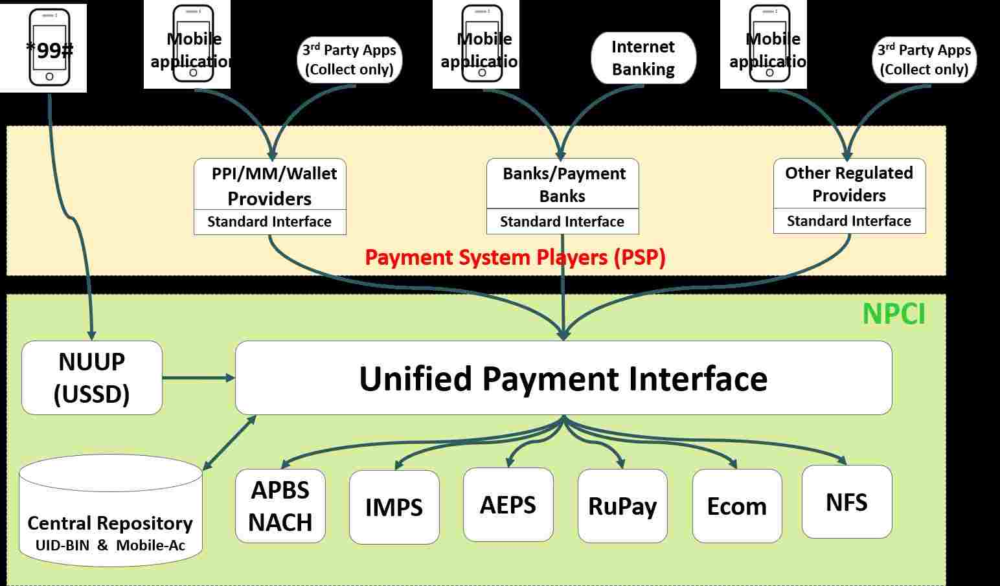 *99#
Mobile
application
3rd Party Apps
(Collect only)
Mobile
application
Internet
Banking
Mobile
application
3rd Party Apps
(Collect only)
PPI/MM/Wallet
Providers
Standard Interface
Banks/Payment
Banks
Standard Interface
Other Regulated
Providers
Standard Interface
Payment System Players (PSP)
NPCI
NUUP
(USSD)
Unified Payment Interface
Central Repository
UID-BIN & Mobile-Ac
APBS
NACH
IMPS
AEPS
RuPay
Ecom
NFS